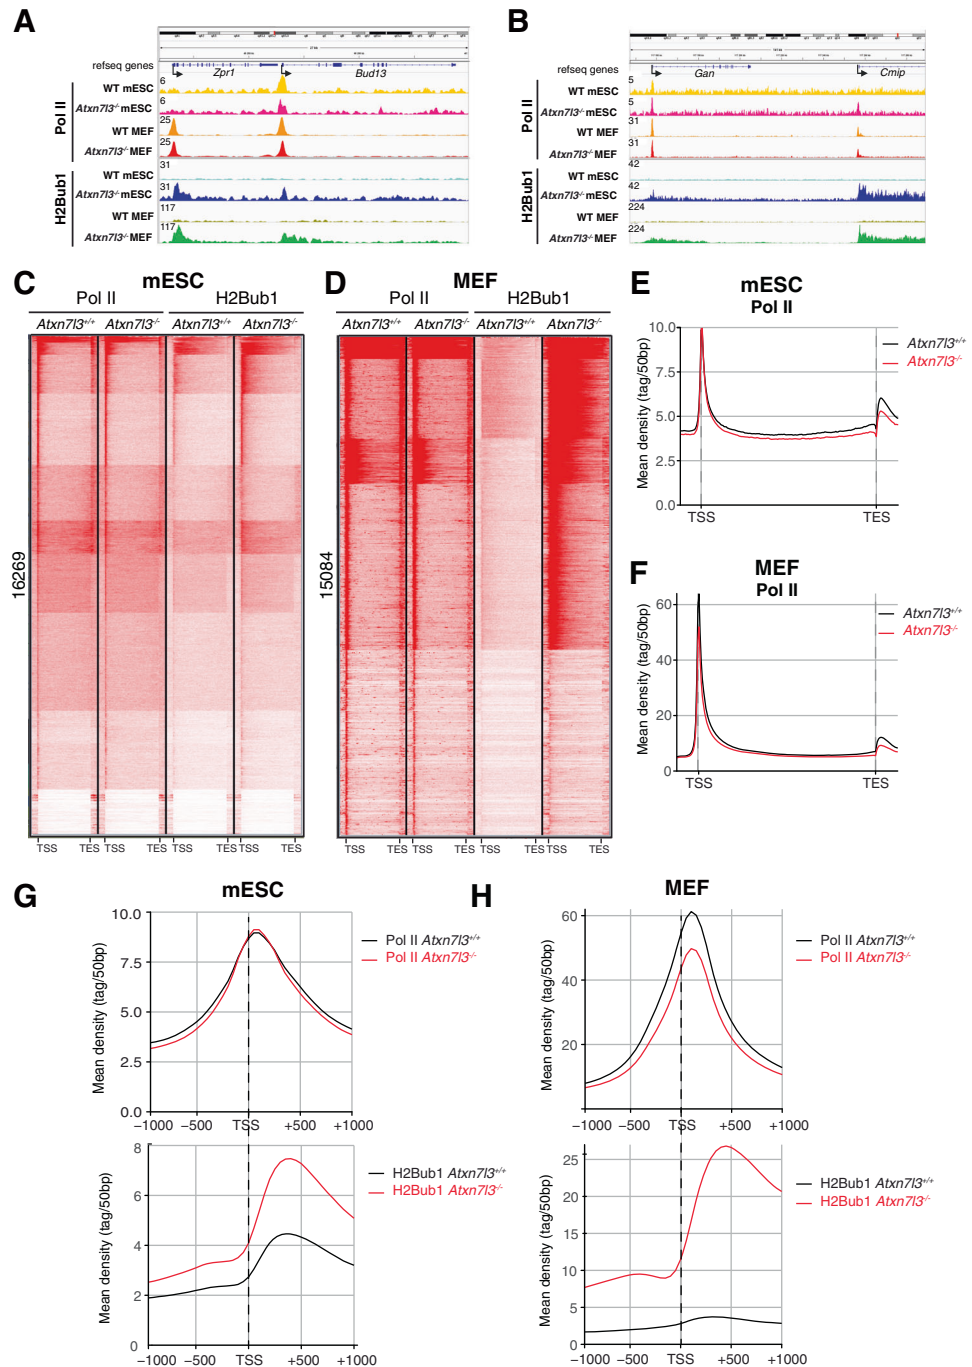 A
B
refseq genes
Zpr1
Bud13
Pol II
WT mESC
6
Atxn7l3-/- mESC
6
WT MEF
25
Atxn7l3-/- MEF
25
H2Bub1
WT mESC
31
Atxn7l3-/- mESC
31
WT MEF
117
Atxn7l3-/- MEF
117
refseq genes
Gan
Cmip
Pol II
WT mESC
5
Atxn7l3-/- mESC
5
WT MEF
31
Atxn7l3-/- MEF
31
H2Bub1
WT mESC
42
Atxn7l3-/- mESC
42
WT MEF
224
Atxn7l3-/- MEF
224
C
mESC
Pol II
H2Bub1
Atxn7l3+/+
Atxn7l3-/-
Atxn7l3+/+
Atxn7l3-/-
16269
TSS
TES
TSS
TES
TSS
TES
TSS
TES
D
MEF
Pol II
H2Bub1
Atxn7l3+/+
Atxn7l3-/-
Atxn7l3+/+
Atxn7l3-/-
15084
TSS
TES
TSS
TES
TSS
TES
TSS
TES
E
mESC
Pol II
Mean density (tag/50bp)
10.0
7.5
5.0
2.5
0.0
TSS
TES
Atxn7l3+/+
Atxn7l3-/-
F
MEF
Pol II
Mean density (tag/50bp)
60
40
20
0
TSS
TES
Atxn7l3+/+
Atxn7l3-/-
G
mESC
Mean density (tag/50bp)
10.0
7.5
5.0
2.5
0.0
−1000
−500
TSS
+500
+1000
Pol II Atxn7l3+/+
Pol II Atxn7l3-/-
Mean density (tag/50bp)
8
6
4
2
0
−1000
−500
TSS
+500
+1000
H2Bub1 Atxn7l3+/+
H2Bub1 Atxn7l3-/-
H
MEF
Mean density (tag/50bp)
60
40
20
−1000
−500
TSS
+500
+1000
Pol II Atxn7l3+/+
Pol II Atxn7l3-/-
Mean density (tag/50bp)
25
20
15
10
5
0
−1000
−500
TSS
+500
+1000
H2Bub1 Atxn7l3+/+
H2Bub1 Atxn7l3-/-